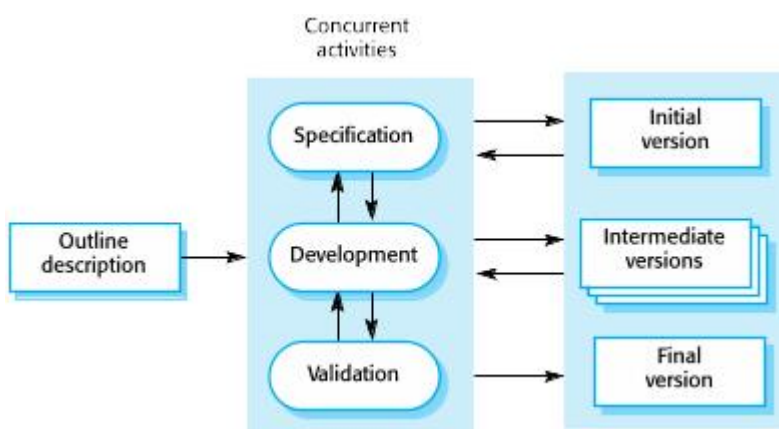 Concurrent
activities
Specification
Initial
version
Outline
description
Development
Intermediate
versions
Validation
Final
version